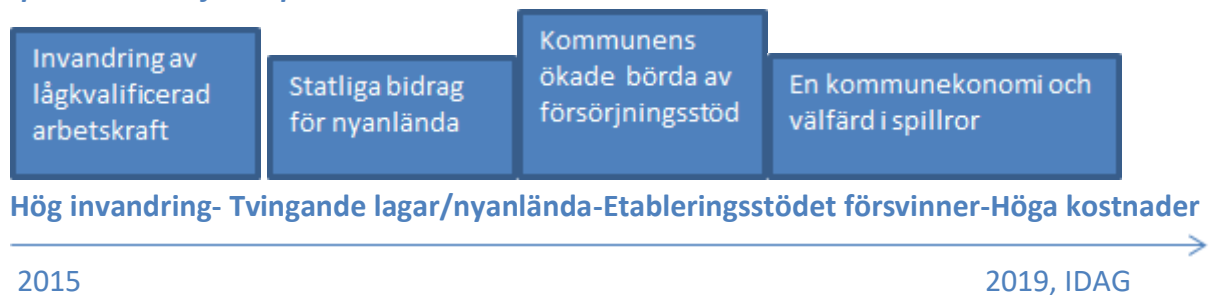 Invandring av
lågkvalificerad
arbetskraft
Statliga bidrag
för nyanlända
Kommunens
ökade börda av
försörjningsstöd
En kommunekonomi och
välfärd i spillror
Hög invandring- Tvingande lagar/nyanlända-Etableringsstödet försvinner-Höga kostnader
2015
2019, IDAG